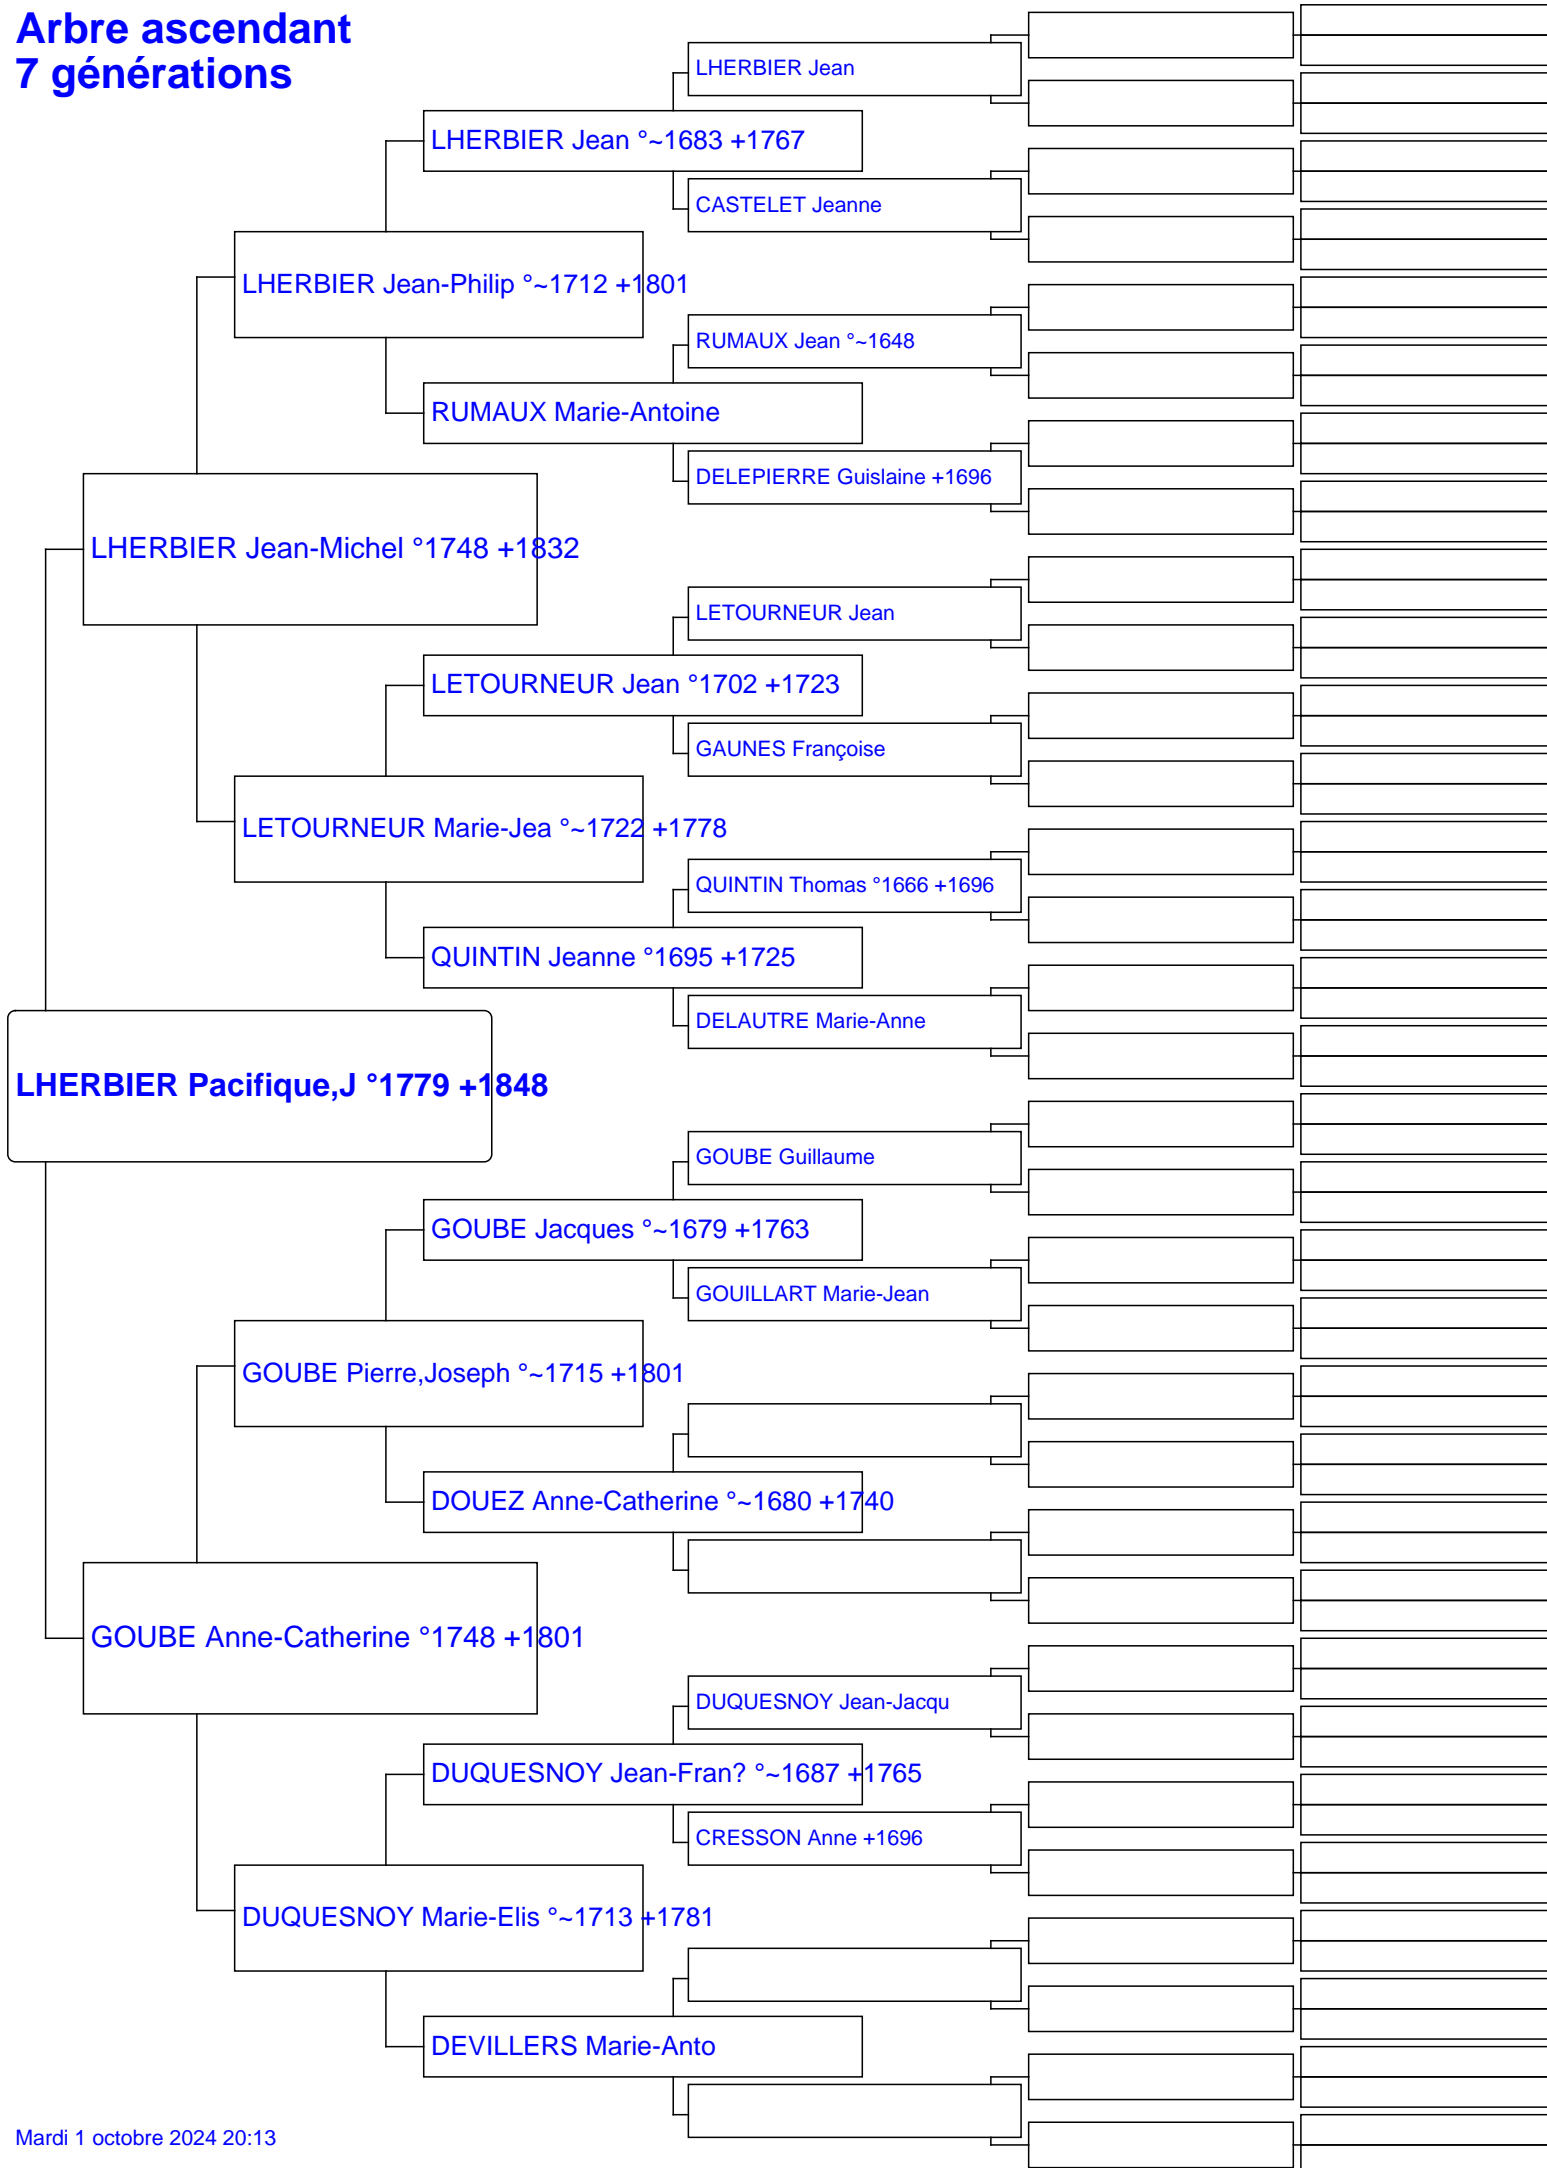 Arbre ascendant
7 générations
LHERBIER Jean
LHERBIER Jean °~1683 +1767
CASTELET Jeanne
LHERBIER Jean-Philip °~1712 +1801
RUMAUX Jean °~1648
RUMAUX Marie-Antoine
DELEPIERRE Guislaine +1696
LHERBIER Jean-Michel °1748 +1832
LETOURNEUR Jean
LETOURNEUR Jean °1702 +1723
GAUNES Françoise
LETOURNEUR Marie-Jea °~1722 +1778
QUINTIN Thomas °1666 +1696
QUINTIN Jeanne °1695 +1725
DELAUTRE Marie-Anne
LHERBIER Pacifique,J °1779 +1848
GOUBE Guillaume
GOUBE Jacques °~1679 +1763
GOUILLART Marie-Jean
GOUBE Pierre,Joseph °~1715 +1801
DOUEZ Anne-Catherine °~1680 +1740
GOUBE Anne-Catherine °1748 +1801
DUQUESNOY Jean-Jacqu
DUQUESNOY Jean-Fran? °~1687 +1765
CRESSON Anne +1696
DUQUESNOY Marie-Elis °~1713 +1781
DEVILLERS Marie-Anto
Mardi 1 octobre 2024 20:13